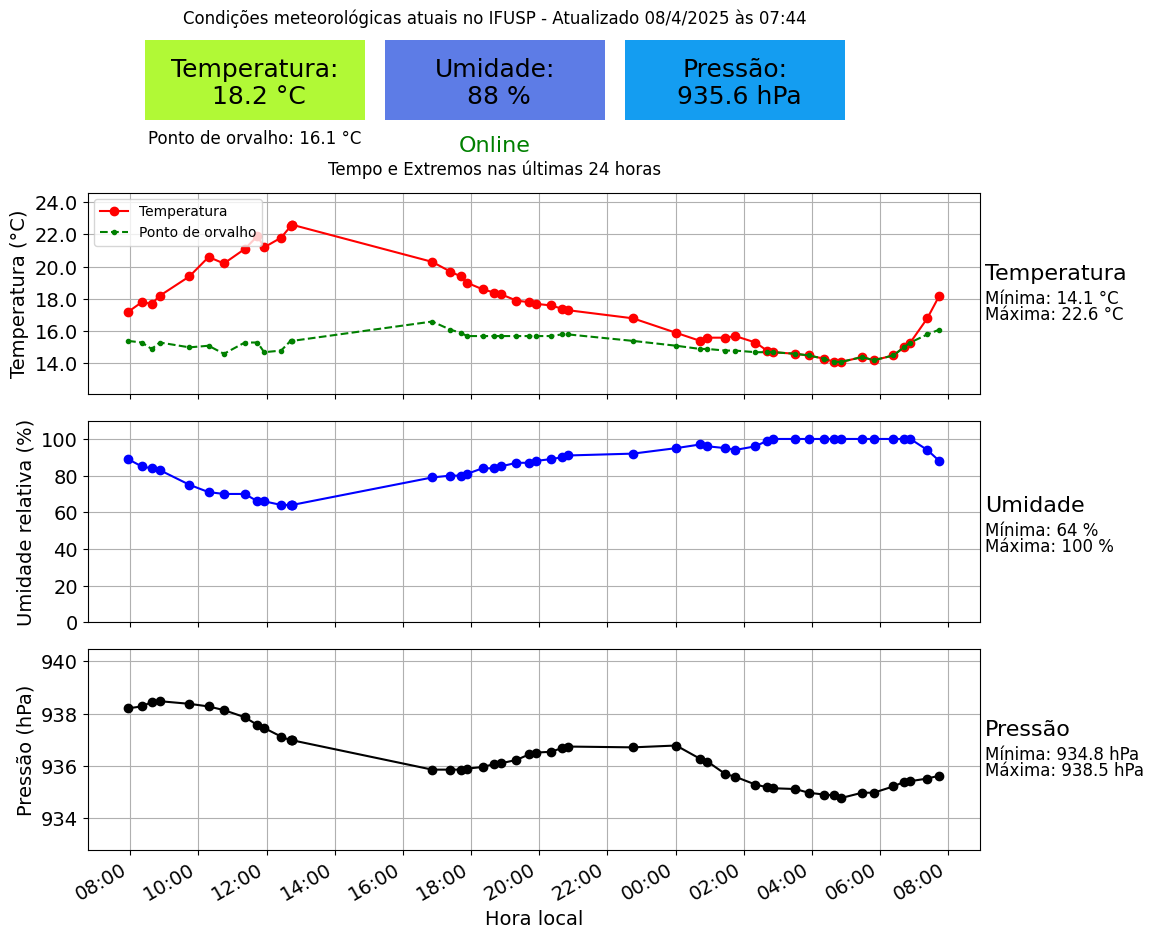 Condições meteorológicas atuais no IFUSP - Atualizado 08/4/2025 às 07:44
Temperatura:
18.2 °C
Umidade:
88 %
Pressão:
935.6 hPa
Ponto de orvalho: 16.1 °C
Online
Tempo e Extremos nas últimas 24 horas
Temperatura (°C)
24.0
22.0
20.0
18.0
16.0
14.0
Temperatura
Ponto de orvalho
Temperatura
Mínima: 14.1 °C
Máxima: 22.6 °C
Umidade relativa (%)
100
80
60
40
20
0
Umidade
Mínima: 64 %
Máxima: 100 %
Pressão (hPa)
940
938
936
934
Pressão
Mínima: 934.8 hPa
Máxima: 938.5 hPa
08:00
10:00
12:00
14:00
16:00
18:00
20:00
22:00
00:00
02:00
04:00
06:00
08:00
Hora local